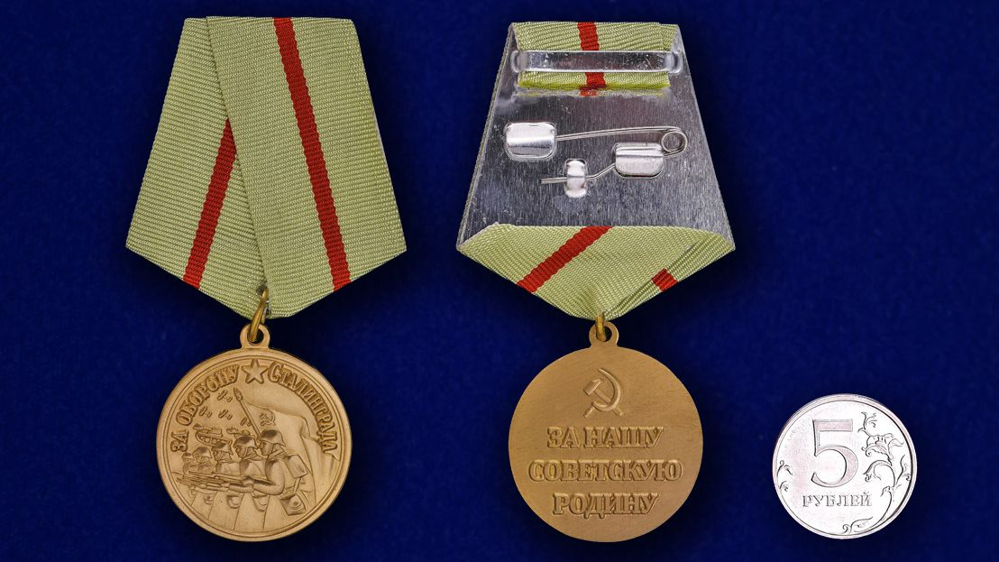 ЗА ОБОРОНУ СТАЛИНГРАДА
ЗА НАШУ
СОВЕТСКУЮ
РОДИНУ
5
РУБЛЕЙ